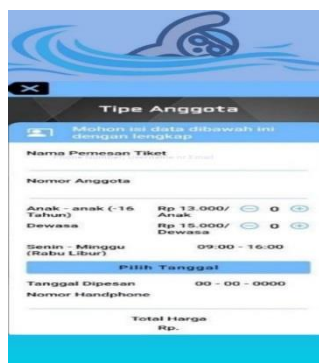 Tipe Anggota
Mohon isi data dibawah ini
dengan lengkap
Nama Pemesan Tiket
Nomor Anggota
Anak - anak (-16 Rp 13.000/ 0
Tahun) Anak
Dewasa Rp 15.000/ 0
Dewasa
Senin - Minggu 09:00 - 16:00
(Rabu Libur)
Pilih Tanggal
Tanggal Dipesan 00 - 00 - 0000
Nomor Handphone
Total Harga
Rp.